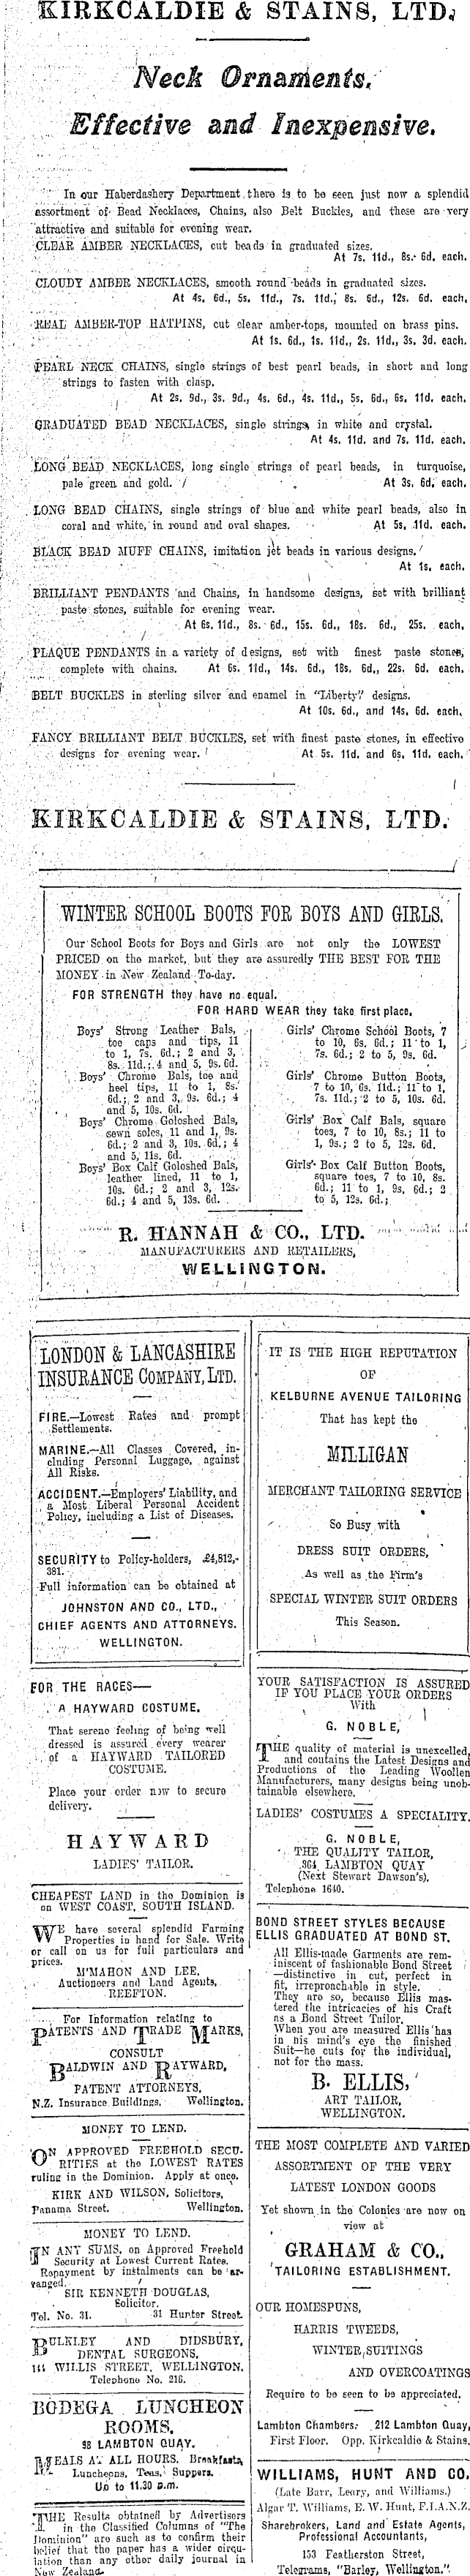 KIRKCALDIE & STAINS, LTD.
Neck Ornaments.
Effective and Inexpensive.
In our Haberdashery Department there is to be seen just now a splendid
assortment of Bead Necklaces, Chains, also Belt Buckles, and these are very
attractive and suitable for evening wear.
CLEAR AMBER NECKLACES, cut beads in graduated sizes.
At 7s. 11d., 8s. 6d. each.
CLOUDY AMBER NECKLACES, smooth round beads in graduated sizes.
At 4s. 6d., 5s. 11d., 7s. 11d., 8s. 6d., 12s. 6d. each.
REAL AMBER-TOP HATPINS, cut clear amber-tops, mounted on brass pins.
At 1s. 6d., 1s. 11d., 2s. 11d., 3s. 3d. each.
PEARL NECK CHAINS, single strings of best pearl beads, in short and long
strings to fasten with clasp.
At 2s. 9d., 3s. 9d., 4s. 6d., 4s. 11d., 5s. 6d., 6s. 11d. each.
GRADUATED BEAD NECKLACES, single strings, in white and crystal.
At 4s. 11d. and 7s. 11d. each.
LONG BEAD NECKLACES, long single strings of pearl beads, in turquoise,
pale green and gold.
At 3s. 6d. each.
LONG BEAD CHAINS, single strings of blue and white pearl beads, also in
coral and white, in round and oval shapes. At 5s. 11d. each.
BLACK BEAD MUFF CHAINS, imitation jet beads in various designs.
At 1s. each.
BRILLIANT PENDANTS and Chains, in handsome designs, set with brilliant
paste stones, suitable for evening wear.
At 6s. 11d., 8s. 6d., 15s. 6d., 18s. 6d., 25s. each.
PLAQUE PENDANTS in a variety of designs, set with finest paste stones,
complete with chains. At 6s. 11d., 14s. 6d., 18s. 6d., 22s. 6d. each.
BELT BUCKLES in sterling silver and enamel in "Liberty" designs.
At 10s. 6d., and 14s. 6d. each.
FANCY BRILLIANT BELT BUCKLES, set with finest paste stones, in effective
designs for evening wear. At 5s. 11d. and 6s. 11d. each.
KIRKCALDIE & STAINS, LTD.
WINTER SCHOOL BOOTS FOR BOYS AND GIRLS.
Our School Boots for Boys and Girls are not only the LOWEST
PRICED on the market, but they are assuredly THE BEST FOR THE
MONEY in New Zealand To-day.
FOR STRENGTH they have no equal.
FOR HARD WEAR they take first place.
Boys' Strong Leather Bals,
toe caps and tips, 11
to 1, 7s. 6d.; 2 and 3,
8s. 11d.; 4 and 5, 9s. 6d.
Boys' Chrome Bals, toe and
heel tips, 11 to 1, 8s.
6d.; 2 and 3, 9s. 6d.; 4
and 5, 10s. 6d.
Boys' Chrome Goloshed Bals,
sewn soles, 11 and 1, 9s.
6d.; 2 and 3, 10s. 6d.; 4
and 5, 11s. 6d.
Boys' Box Calf Goloshed Bals,
leather lined, 11 to 1,
10s. 6d.; 2 and 3, 12s.
6d.; 4 and 5, 13s. 6d.
Girls' Chrome School Boots, 7
to 10, 6s. 6d.; 11 to 1,
7s. 6d.; 2 to 5, 9s. 6d.
Girls' Chrome Button Boots,
7 to 10, 6s. 11d.; 11 to 1,
7s. 11d.; 2 to 5, 10s. 6d.
Girls' Box Calf Bals, square
toes, 7 to 10, 8s.; 11 to
1, 9s.; 2 to 5, 12s. 6d.
Girls' Box Calf Button Boots,
square toes, 7 to 10, 8s.
6d.; 11 to 1, 9s. 6d.; 2
to 5, 12s. 6d.
R. HANNAH & CO., LTD.
MANUFACTURERS AND RETAILERS,
WELLINGTON.
LONDON & LANCASHIRE
INSURANCE COMPANY, LTD.
FIRE.—Lowest Rates and prompt
Settlements.
MARINE.—All Classes Covered, in-
cluding Personal Luggage, against
All Risks.
ACCIDENT.—Employers' Liability, and
a Most Liberal Personal Accident
Policy, including a List of Diseases.
SECURITY to Policy-holders, £4,812,-
381.
Full information can be obtained at
JOHNSTON AND CO., LTD.,
CHIEF AGENTS AND ATTORNEYS.
WELLINGTON.
FOR THE RACES—
A HAYWARD COSTUME.
That serene feeling of being well
dressed is assured every wearer
of a HAYWARD TAILORED
COSTUME.
Place your order now to secure
delivery.
HAYWARD
LADIES' TAILOR.
CHEAPEST LAND in the Dominion is
on WEST COAST, SOUTH ISLAND.
WE have several splendid Farming
Properties in hand for Sale. Write
or call on us for full particulars and
prices.
M'MAHON AND LEE,
Auctioneers and Land Agents,
REEFTON.
For Information relating to
PATENTS AND TRADE MARKS,
CONSULT
BALDWIN AND RAYWARD,
PATENT ATTORNEYS,
N.Z. Insurance Buildings, Wellington.
MONEY TO LEND.
ON APPROVED FREEHOLD SECU-
RITIES at the LOWEST RATES
ruling in the Dominion. Apply at once.
KIRK AND WILSON, Solicitors,
Panama Street. Wellington.
MONEY TO LEND.
IN ANY SUMS, on Approved Freehold
Security at Lowest Current Rates.
Repayment by instalments can be ar-
ranged.
SIR KENNETH DOUGLAS,
Solicitor.
Tel. No. 31. 31 Hunter Street.
BULKLEY AND DIDSBURY,
DENTAL SURGEONS,
144 WILLIS STREET, WELLINGTON.
Telephone No. 216.
BODEGA LUNCHEON
ROOMS,
98 LAMBTON QUAY.
MEALS AT ALL HOURS. Breakfasts,
Luncheons, Teas, Suppers.
Up to 11.30 p.m.
THE Results obtained by Advertisers
in the Classified Columns of "The
Dominion" are such as to confirm their
belief that the paper has a wider circu-
lation than any other daily journal in
New Zealand.
IT IS THE HIGH REPUTATION
OF
KELBURNE AVENUE TAILORING
That has kept the
MILLIGAN
MERCHANT TAILORING SERVICE
So Busy with
DRESS SUIT ORDERS,
As well as the Firm's
SPECIAL WINTER SUIT ORDERS
This Season.
YOUR SATISFACTION IS ASSURED
IF YOU PLACE YOUR ORDERS
With
G. NOBLE,
THE quality of material is unexcelled,
and contains the Latest Designs and
Productions of the Leading Woollen
Manufacturers, many designs being unob-
tainable elsewhere.
LADIES' COSTUMES A SPECIALITY.
G. NOBLE,
THE QUALITY TAILOR,
364 LAMBTON QUAY
(Next Stewart Dawson's).
Telephone 1640.
BOND STREET STYLES BECAUSE
ELLIS GRADUATED AT BOND ST.
All Ellis-made Garments are rem-
iniscent of fashionable Bond Street
—distinctive in cut, perfect in
fit, irreproachable in style.
They are so, because Ellis mas-
tered the intricacies of his Craft
as a Bond Street Tailor.
When you are measured Ellis has
in his mind's eye the finished
Suit—he cuts for the individual,
not for the mass.
B. ELLIS,
ART TAILOR,
WELLINGTON.
THE MOST COMPLETE AND VARIED
ASSORTMENT OF THE VERY
LATEST LONDON GOODS
Yet shown in the Colonies are now on
view at
GRAHAM & CO.,
TAILORING ESTABLISHMENT.
OUR HOMESPUNS,
HARRIS TWEEDS,
WINTER SUITINGS
AND OVERCOATINGS
Require to be seen to be appreciated.
Lambton Chambers: 212 Lambton Quay,
First Floor. Opp. Kirkcaldie & Stains.
WILLIAMS, HUNT AND CO.
(Late Barr, Leary, and Williams.)
Algar T. Williams, E. W. Hunt, F.I.A.N.Z.
Sharebrokers, Land and Estate Agents,
Professional Accountants,
153 Featherston Street,
Telegrams, "Barley, Wellington."